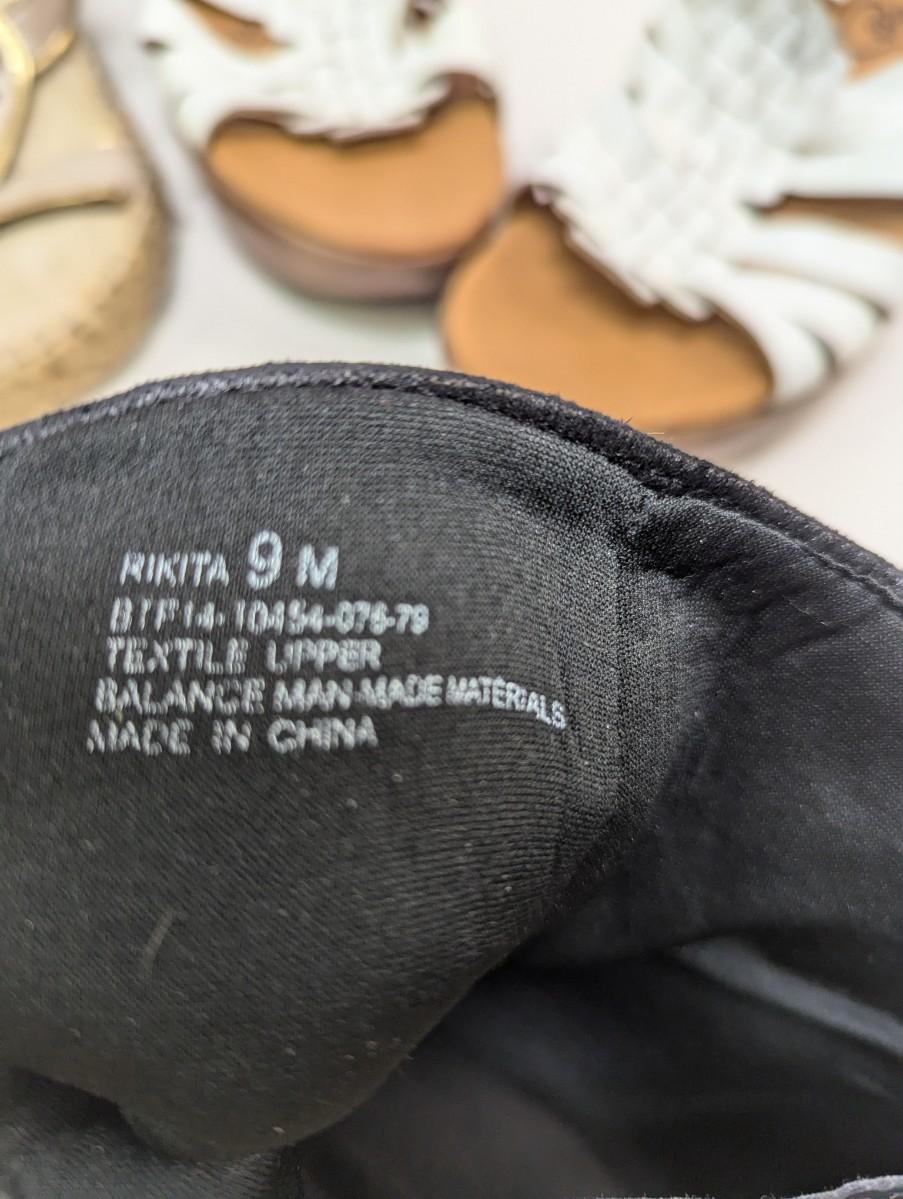 RIKITA 9 M
BTF14-10454-076-79
TEXTILE UPPER
BALANCE MAN-MADE MATERIALS
MADE IN CHINA